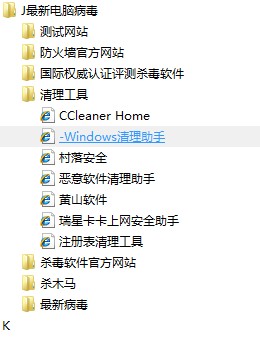 J最新电脑病毒
测试网站
防火墙官方网站
国际权威认证评测杀毒软件
清理工具
CCleaner Home
-Windows清理助手
村落安全
恶意软件清理助手
黄山软件
瑞星卡卡上网安全助手
注册表清理工具
杀毒软件官方网站
杀木马
最新病毒
K